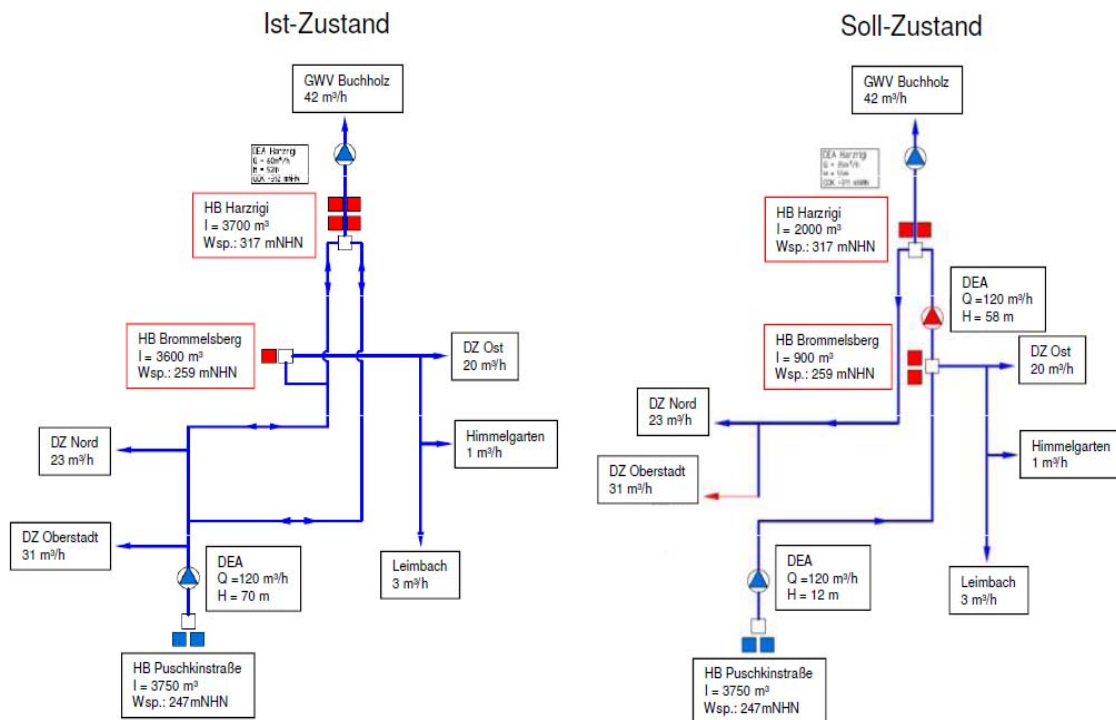 Ist-Zustand
GWV Buchholz
42 m³/h
DEA Harzrigi
Q = 60m³/h
HB Harzrigi
I = 3700 m³
Wsp.: 317 mNHN
HB Brommelsberg
I = 3600 m³
Wsp.: 259 mNHN
DZ Ost
20 m³/h
DZ Nord
23 m³/h
Himmelgarten
1 m³/h
DZ Oberstadt
31 m³/h
DEA
Q =120 m³/h
H = 70 m
Leimbach
3 m³/h
HB Puschkinstraße
I = 3750 m³
Wsp.: 247mNHN
Soll-Zustand
GWV Buchholz
42 m³/h
DEA Harzrigi
HB Harzrigi
I = 2000 m³
Wsp.: 317 mNHN
DEA
Q =120 m³/h
H = 58 m
HB Brommelsberg
I = 900 m³
Wsp.: 259 mNHN
DZ Ost
20 m³/h
DZ Nord
23 m³/h
Himmelgarten
1 m³/h
DZ Oberstadt
31 m³/h
DEA
Q =120 m³/h
H = 12 m
Leimbach
3 m³/h
HB Puschkinstraße
I = 3750 m³
Wsp.: 247mNHN